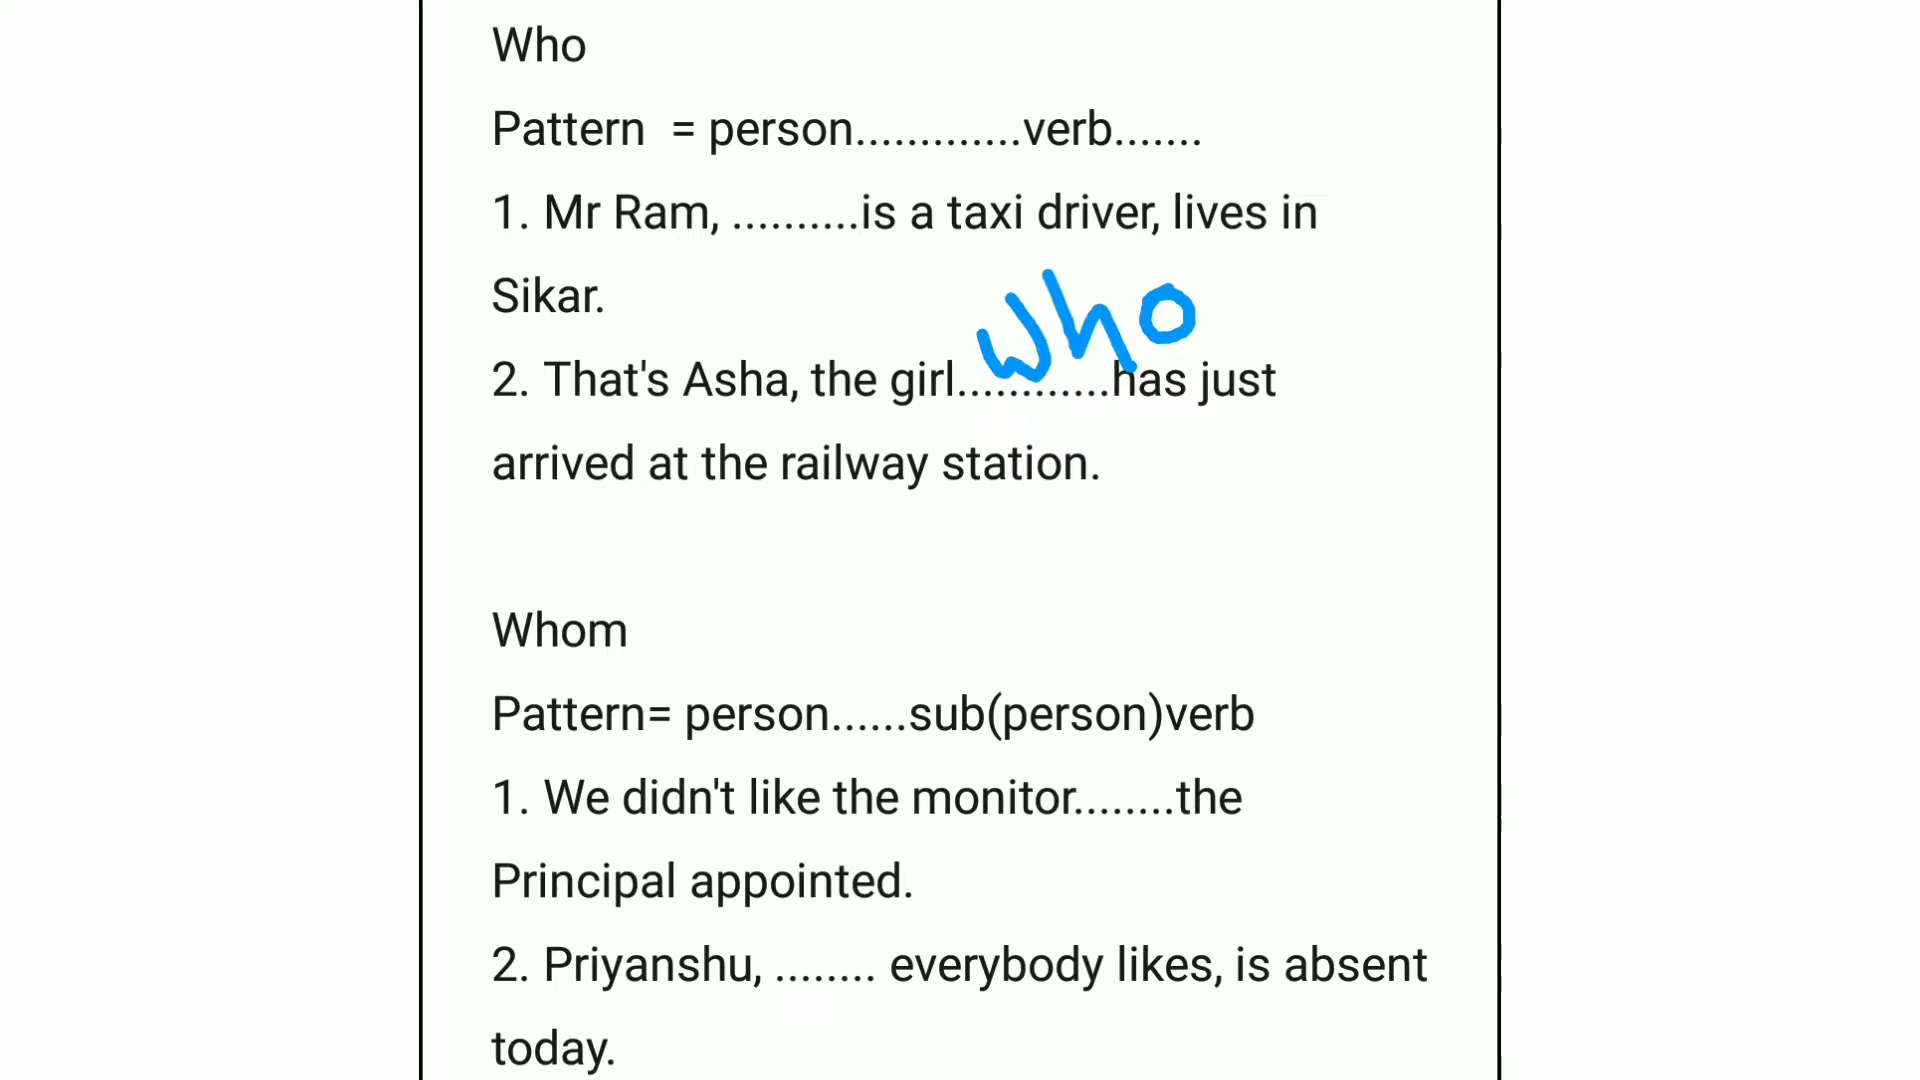 Who
Pattern = person.............verb.......
1. Mr Ram, ..........is a taxi driver, lives in
Sikar.
who
2. That's Asha, the girl............has just
arrived at the railway station.
Whom
Pattern= person......sub(person)verb
1. We didn't like the monitor........the
Principal appointed.
2. Priyanshu, ........ everybody likes, is absent
today.